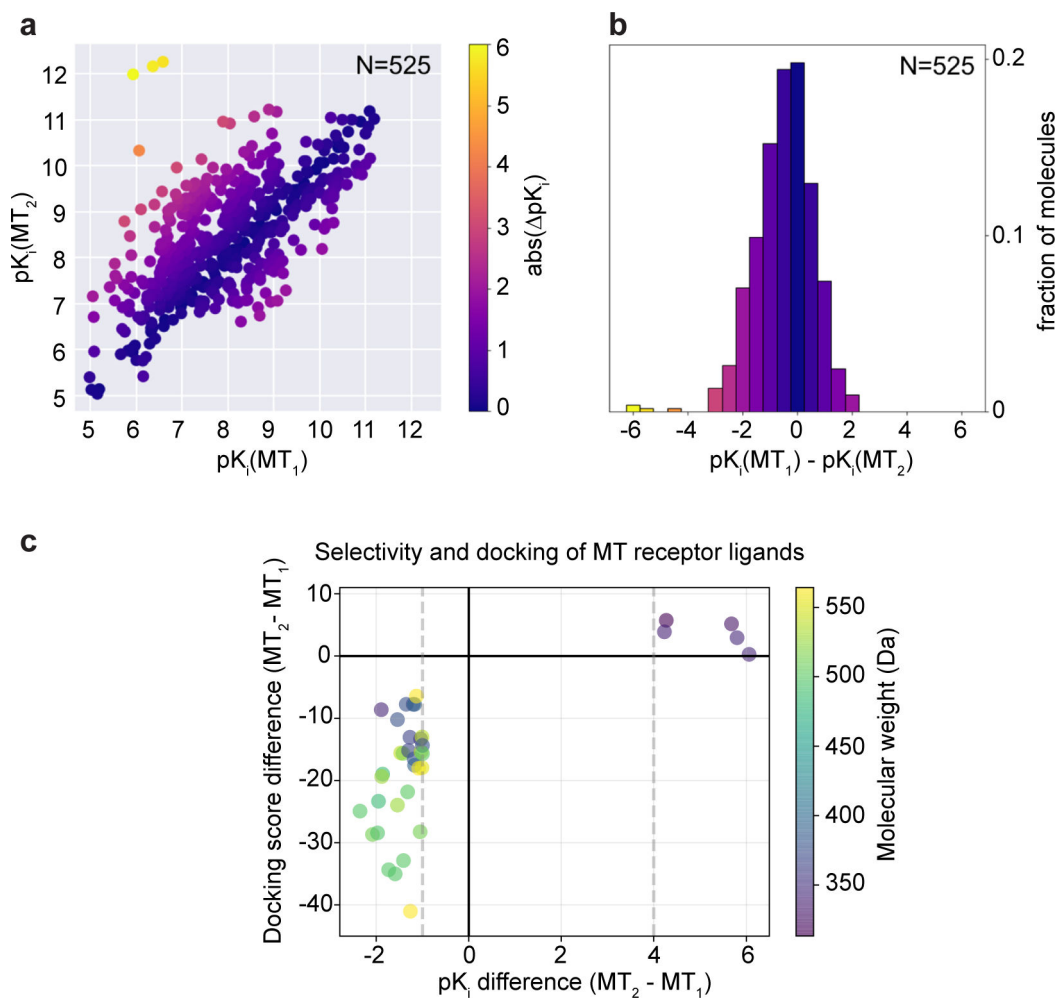 a
N=525
12
11
10
9
8
7
6
5
5 6 7 8 9 10 11 12
pKi(MT2)
pKi(MT1)
6
5
4
3
2
1
0
abs(ΔpKi)
b
N=525
0.2
0.1
0
fraction of molecules
-6 -4 -2 0 2 4 6
pKi(MT1) - pKi(MT2)
c
Selectivity and docking of MT receptor ligands
10
0
-10
-20
-30
-40
Docking score difference (MT2- MT1)
-2 0 2 4 6
pKi difference (MT2 - MT1)
550
500
450
400
350
Molecular weight (Da)